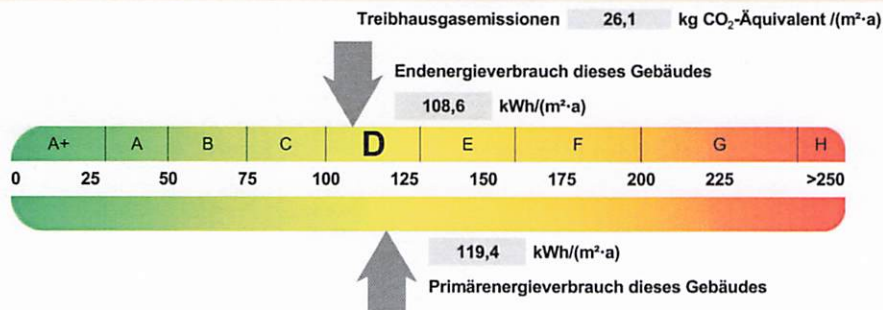 Treibhausgasemissionen 26,1 kg CO₂-Äquivalent /(m²·a)
Endenergieverbrauch dieses Gebäudes
108,6 kWh/(m²·a)
A+ A B C D E F G H
0 25 50 75 100 125 150 175 200 225 >250
119,4 kWh/(m²·a)
Primärenergieverbrauch dieses Gebäudes